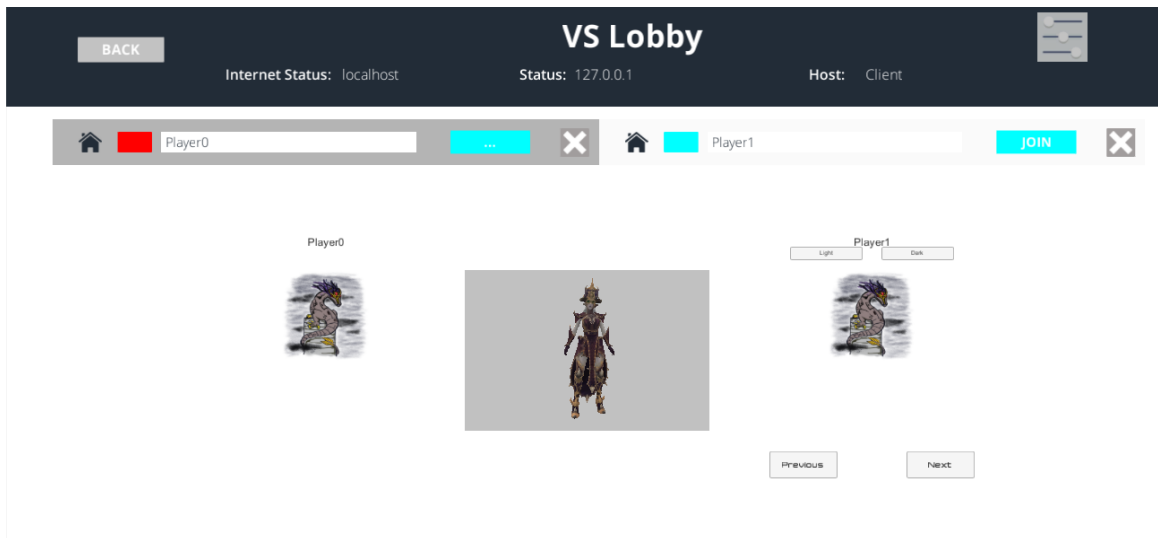 BACK
VS Lobby
Internet Status: localhost Status: 127.0.0.1 Host: Client
Player0 ... Player1 JOIN
Player0 Player1
Light Dark
Previous Next